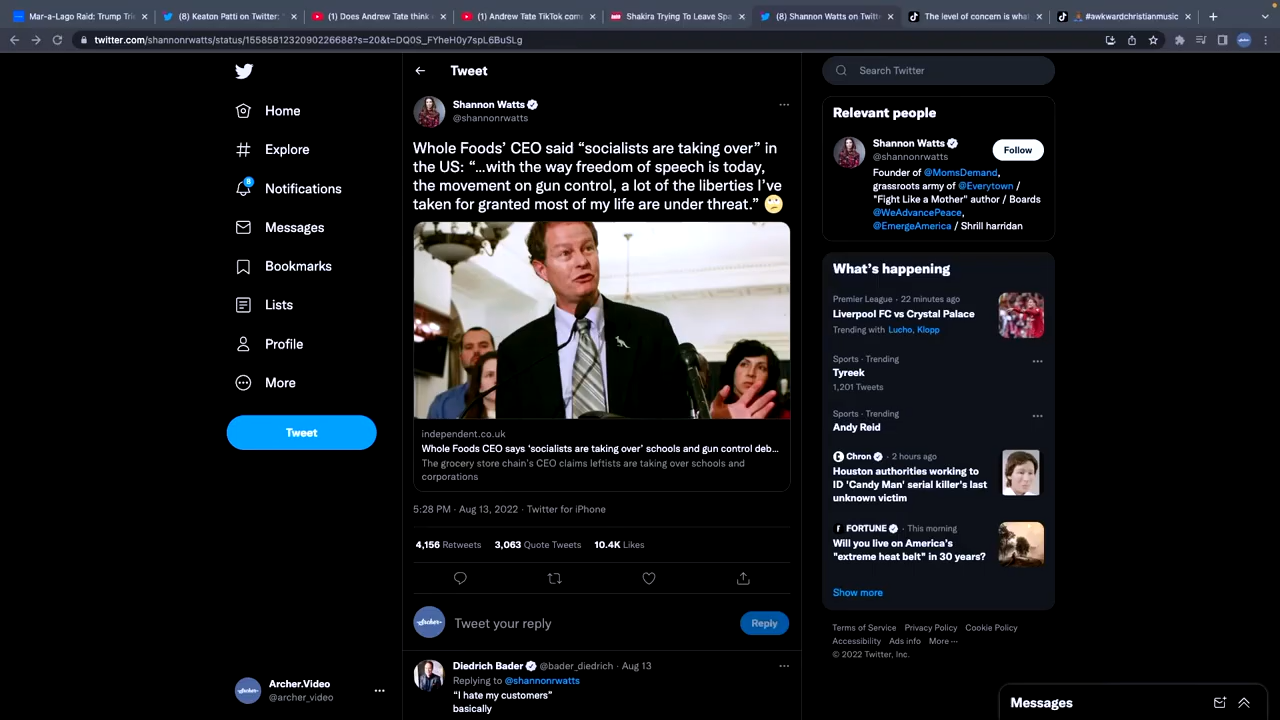 Mar-a-Lago Raid: Trump Tri
(8) Keaton Patti on Twitter:
(1) Does Andrew Tate think
(1) Andrew Tate TikTok com
Shakira Trying To Leave Spa
(8) Shannon Watts on Twitte
The level of concern is what
#awkwardchristianmusic
twitter.com/shannonrwatts/status/1558581232090226688?s=20&t=DQ0S_FYheH0y7spL6BuSLg
Home
Explore
8
Notifications
Messages
Bookmarks
Lists
Profile
More
Tweet
Archer.Video
@archer_video
Tweet
Shannon Watts
@shannonrwatts
Whole Foods’ CEO said “socialists are taking over” in
the US: “…with the way freedom of speech is today,
the movement on gun control, a lot of the liberties I’ve
taken for granted most of my life are under threat.” 🙄
independent.co.uk
Whole Foods CEO says ‘socialists are taking over’ schools and gun control deb...
The grocery store chain's CEO claims leftists are taking over schools and
corporations
5:28 PM · Aug 13, 2022 · Twitter for iPhone
4,156 Retweets 3,063 Quote Tweets 10.4K Likes
Archer
Tweet your reply
Reply
Diedrich Bader @bader_diedrich · Aug 13
Replying to @shannonrwatts
“I hate my customers”
basically
Search Twitter
Relevant people
Shannon Watts
@shannonrwatts
Follow
Founder of @MomsDemand,
grassroots army of @Everytown /
"Fight Like a Mother" author / Boards
@WeAdvancePeace,
@EmergeAmerica / Shrill harridan
What’s happening
Premier League · 22 minutes ago
Liverpool FC vs Crystal Palace
Trending with Lucho, Klopp
Sports · Trending
Tyreek
1,201 Tweets
Sports · Trending
Andy Reid
Chron · 2 hours ago
Houston authorities working to
ID 'Candy Man' serial killer's last
unknown victim
FORTUNE · This morning
Will you live on America’s
“extreme heat belt” in 30 years?
Show more
Terms of Service Privacy Policy Cookie Policy
Accessibility Ads info More ···
© 2022 Twitter, Inc.
Messages